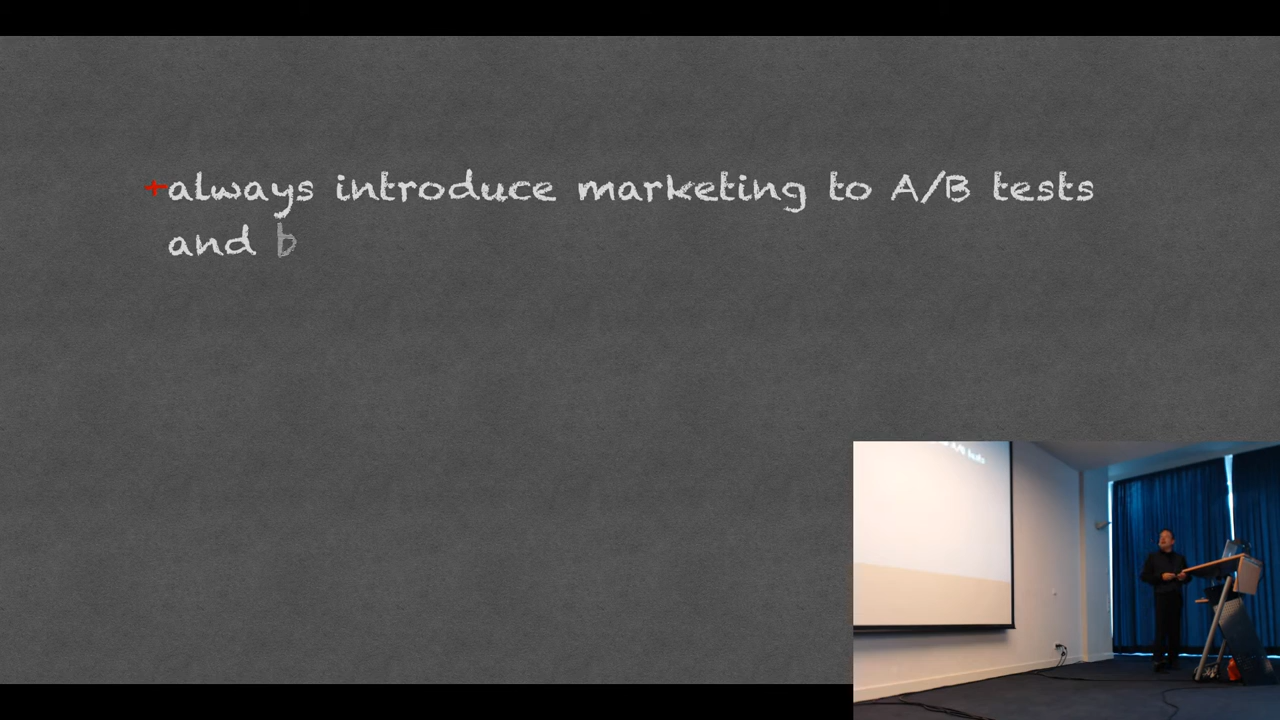 +always introduce marketing to A/B tests
and b